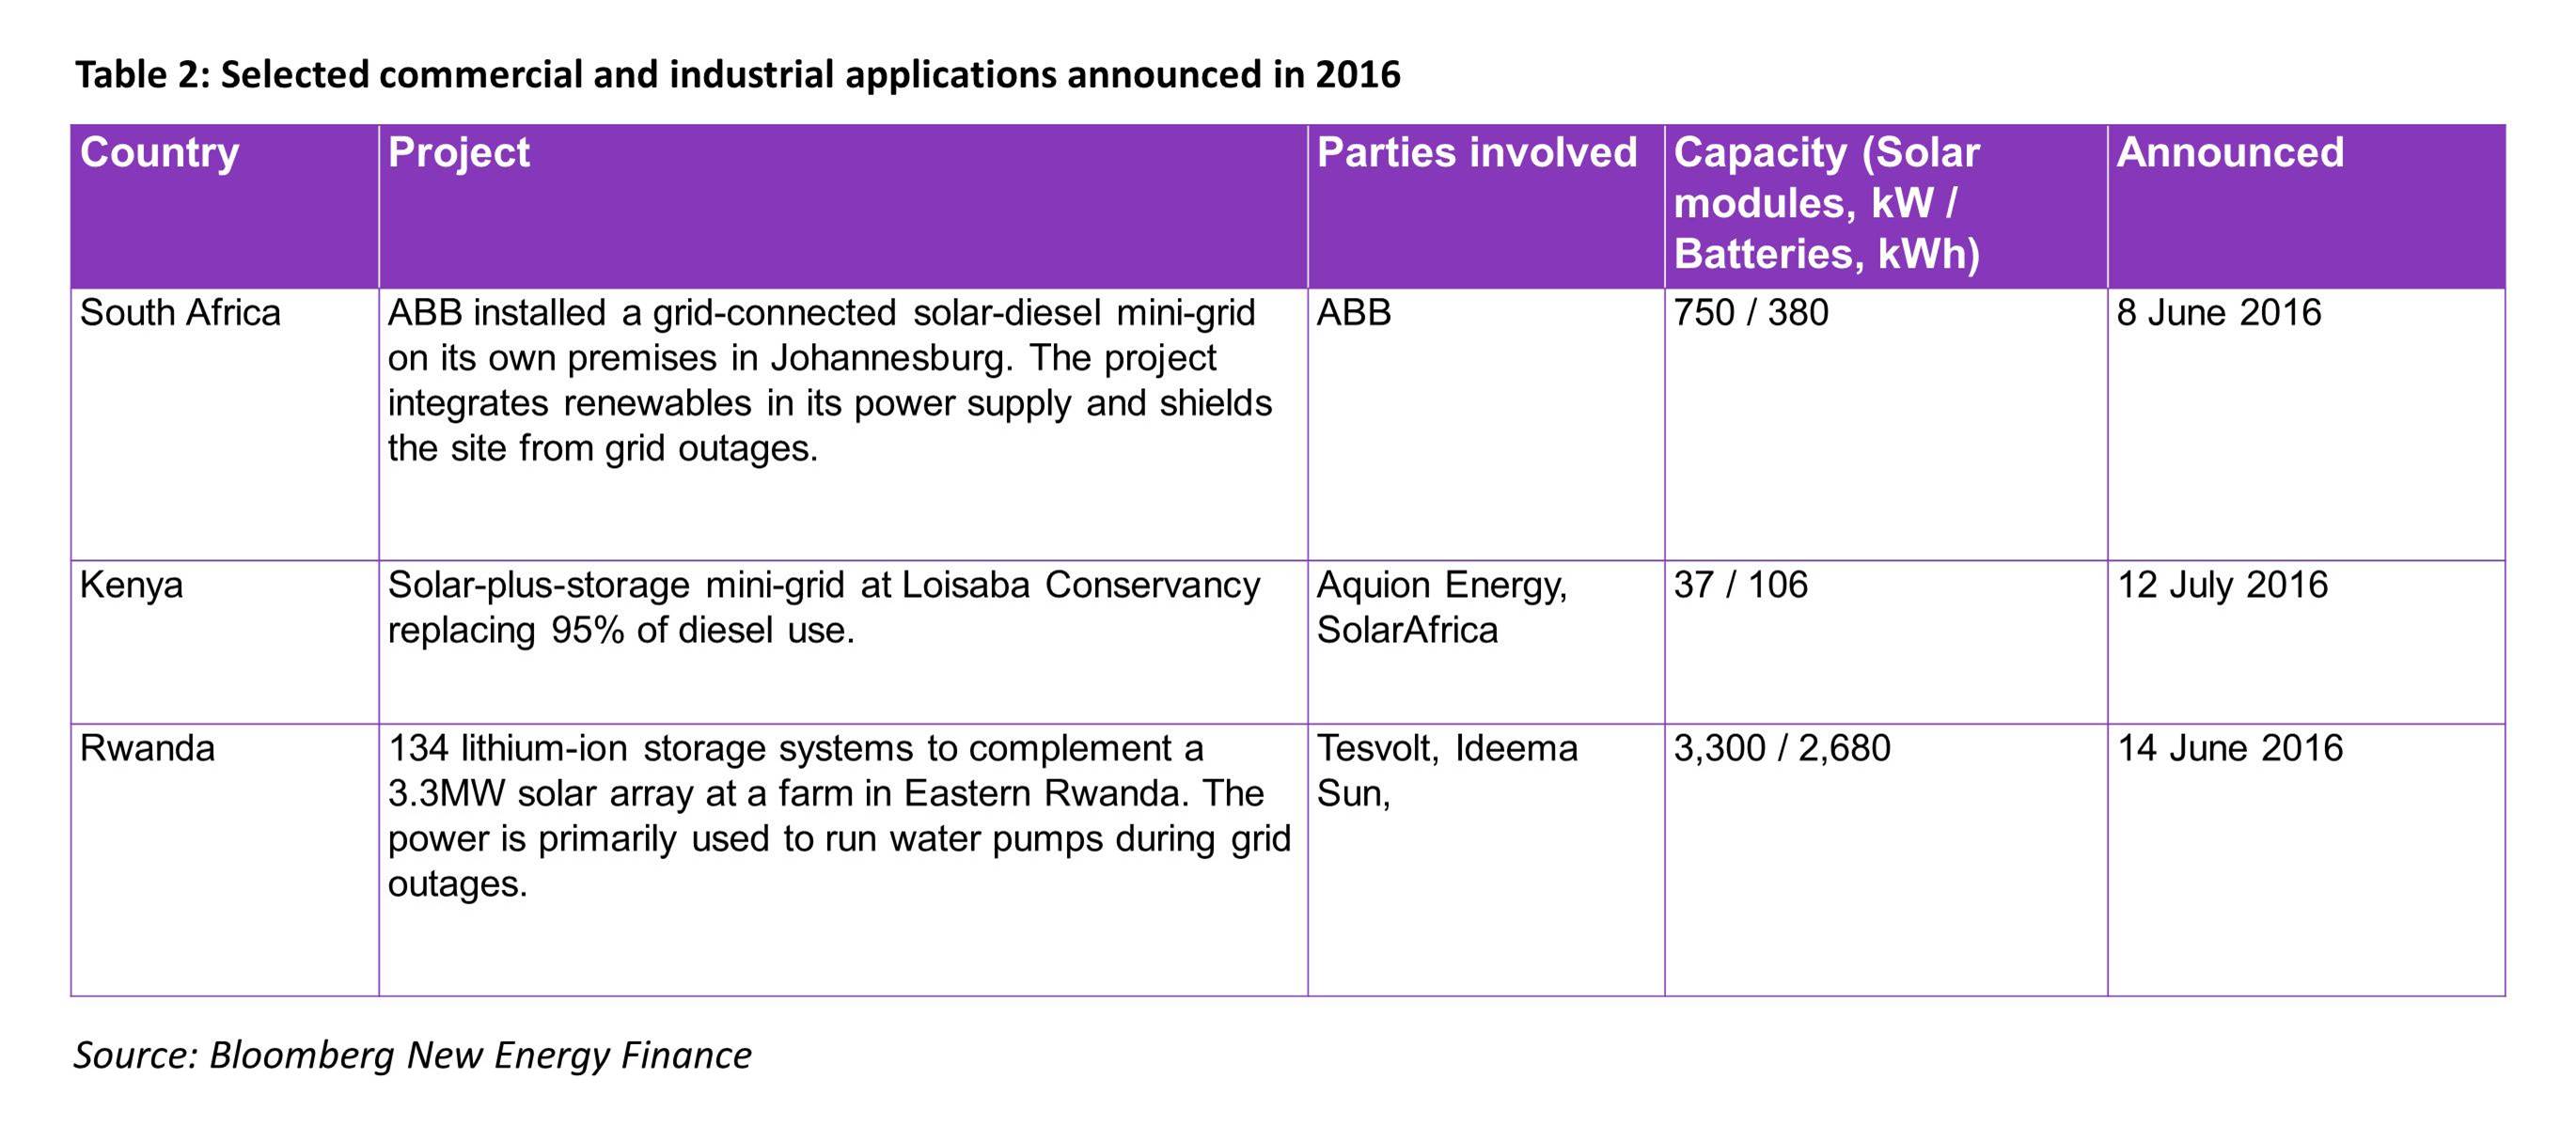 Table 2: Selected commercial and industrial applications announced in 2016
Country
Project
Parties involved
Capacity (Solar
modules, kW /
Batteries, kWh)
Announced
South Africa
ABB installed a grid-connected solar-diesel mini-grid
on its own premises in Johannesburg. The project
integrates renewables in its power supply and shields
the site from grid outages.
ABB
750 / 380
8 June 2016
Kenya
Solar-plus-storage mini-grid at Loisaba Conservancy
replacing 95% of diesel use.
Aquion Energy,
SolarAfrica
37 / 106
12 July 2016
Rwanda
134 lithium-ion storage systems to complement a
3.3MW solar array at a farm in Eastern Rwanda. The
power is primarily used to run water pumps during grid
outages.
Tesvolt, Ideema
Sun,
3,300 / 2,680
14 June 2016
Source: Bloomberg New Energy Finance